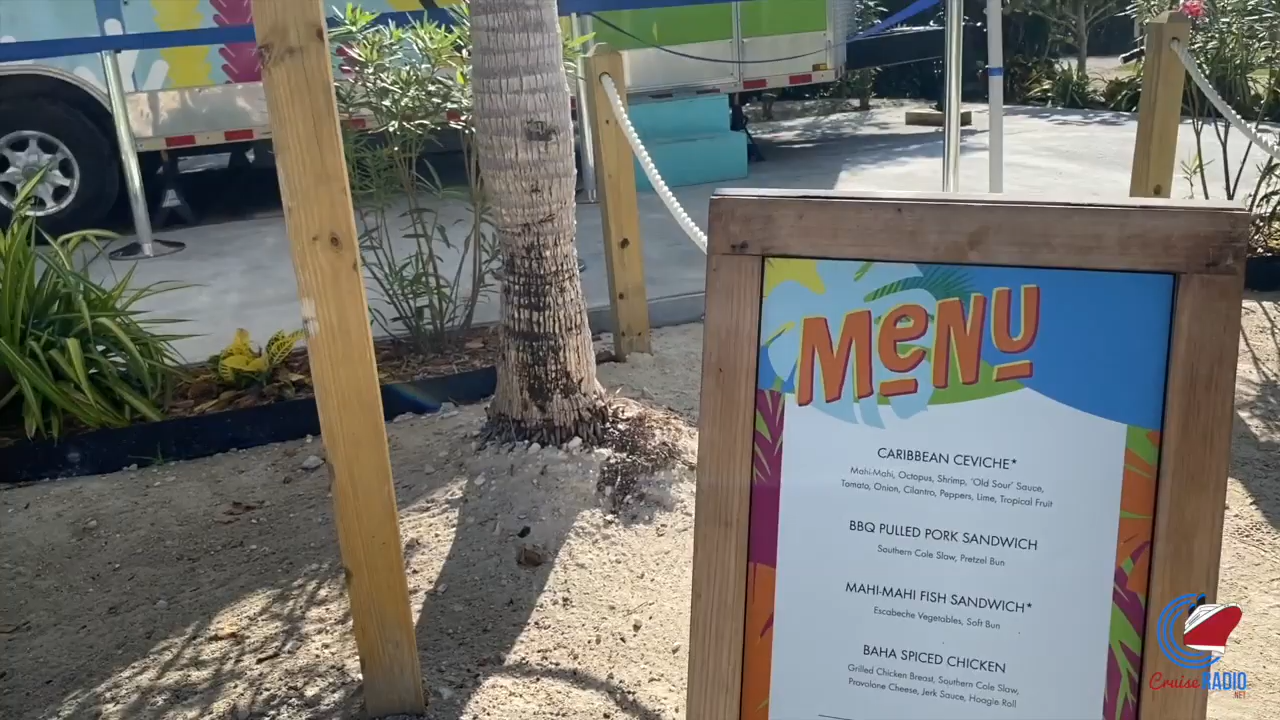 MeNU
CARIBBEAN CEVICHE*
Mahi-Mahi, Octopus, Shrimp, 'Old Sour' Sauce,
Tomato, Onion, Cilantro, Peppers, Lime, Tropical Fruit
BBQ PULLED PORK SANDWICH
Southern Cole Slaw, Pretzel Bun
MAHI-MAHI FISH SANDWICH*
Escabeche Vegetables, Soft Bun
BAHA SPICED CHICKEN
Grilled Chicken Breast, Southern Cole Slaw,
Provolone Cheese, Jerk Sauce, Hoagie Roll
Cruise RADIO
.NET